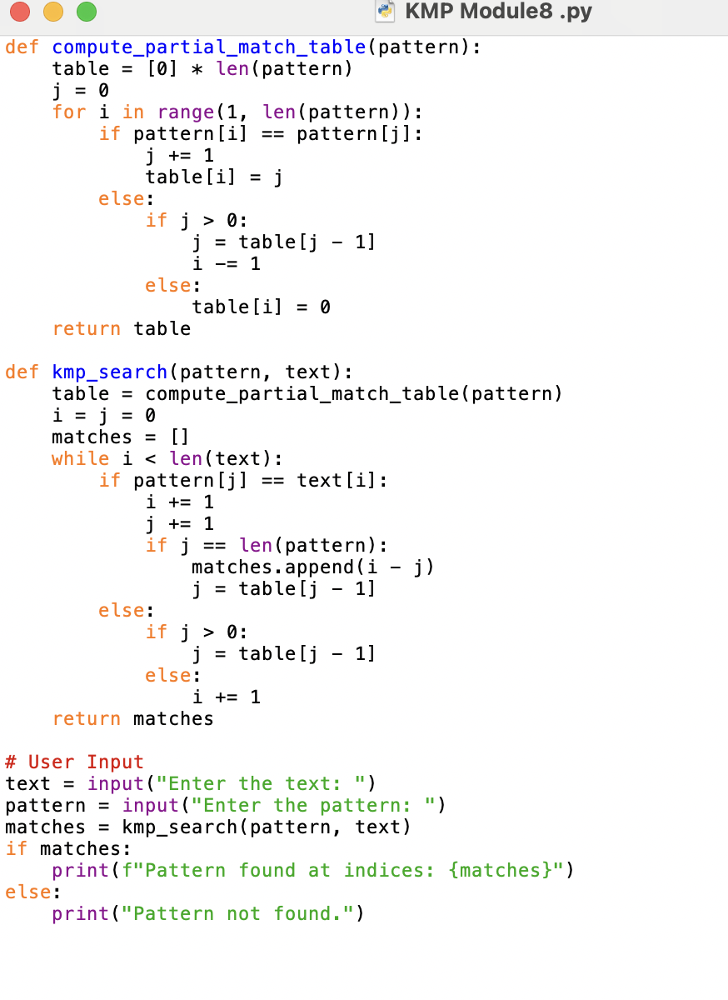 KMP Module8 .py
def compute_partial_match_table(pattern):
    table = [0] * len(pattern)
    j = 0
    for i in range(1, len(pattern)):
        if pattern[i] == pattern[j]:
            j += 1
            table[i] = j
        else:
            if j > 0:
                j = table[j - 1]
                i -= 1
            else:
                table[i] = 0
    return table

def kmp_search(pattern, text):
    table = compute_partial_match_table(pattern)
    i = j = 0
    matches = []
    while i < len(text):
        if pattern[j] == text[i]:
            i += 1
            j += 1
            if j == len(pattern):
                matches.append(i - j)
                j = table[j - 1]
        else:
            if j > 0:
                j = table[j - 1]
            else:
                i += 1
    return matches

# User Input
text = input("Enter the text: ")
pattern = input("Enter the pattern: ")
matches = kmp_search(pattern, text)
if matches:
    print(f"Pattern found at indices: {matches}")
else:
    print("Pattern not found.")